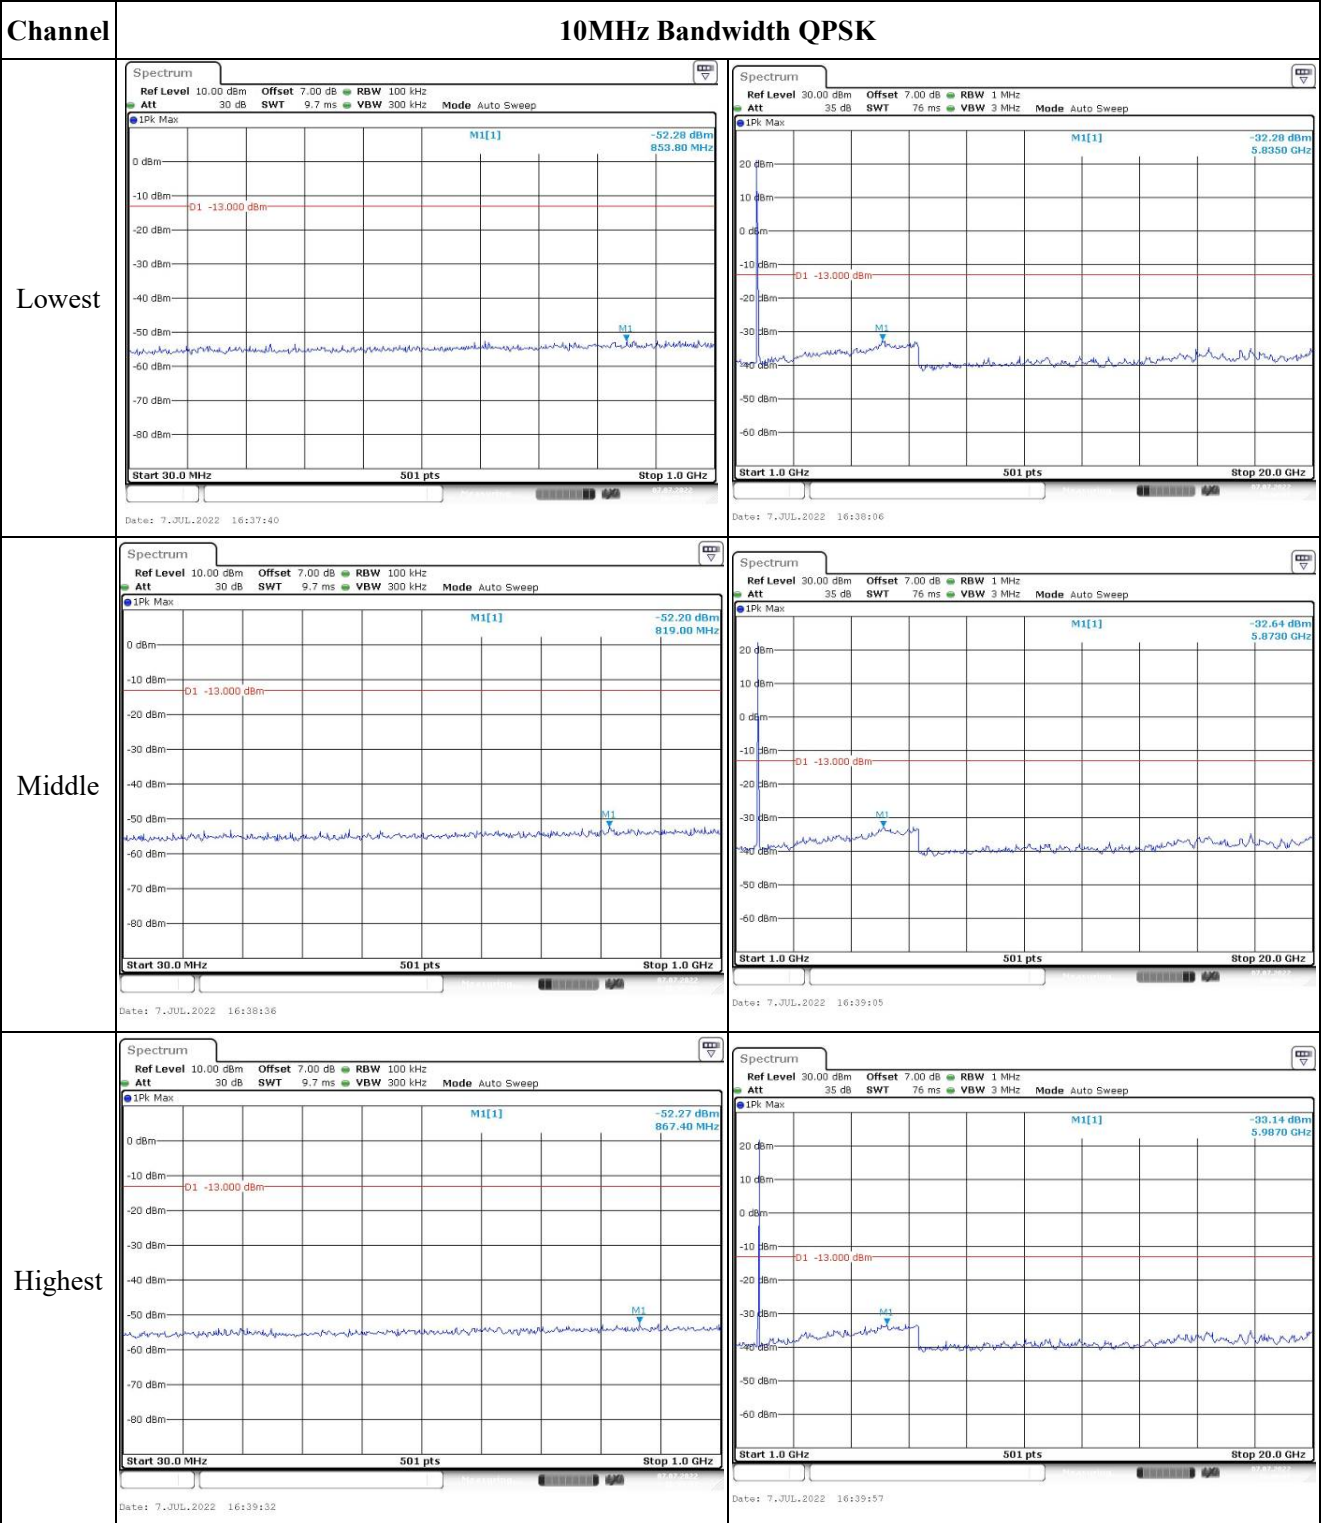 Channel
10MHz Bandwidth QPSK
Lowest
Spectrum
Ref Level 10.00 dBm Offset 7.00 dB RBW 100 kHz
Att 30 dB SWT 9.7 ms VBW 300 kHz Mode Auto Sweep
1Pk Max
M1[1] -52.28 dBm
853.80 MHz
0 dBm
-10 dBm
D1 -13.000 dBm
-20 dBm
-30 dBm
-40 dBm
-50 dBm
M1
-60 dBm
-70 dBm
-80 dBm
Start 30.0 MHz 501 pts Stop 1.0 GHz
Date: 7.JUL.2022 16:37:40
Spectrum
Ref Level 30.00 dBm Offset 7.00 dB RBW 1 MHz
Att 35 dB SWT 76 ms VBW 3 MHz Mode Auto Sweep
1Pk Max
M1[1] -32.28 dBm
5.8350 GHz
20 dBm
10 dBm
0 dBm
-10 dBm
D1 -13.000 dBm
-20 dBm
-30 dBm
M1
-40 dBm
-50 dBm
-60 dBm
Start 1.0 GHz 501 pts Stop 20.0 GHz
Date: 7.JUL.2022 16:38:06
Middle
Spectrum
Ref Level 10.00 dBm Offset 7.00 dB RBW 100 kHz
Att 30 dB SWT 9.7 ms VBW 300 kHz Mode Auto Sweep
1Pk Max
M1[1] -52.20 dBm
819.00 MHz
0 dBm
-10 dBm
D1 -13.000 dBm
-20 dBm
-30 dBm
-40 dBm
-50 dBm
M1
-60 dBm
-70 dBm
-80 dBm
Start 30.0 MHz 501 pts Stop 1.0 GHz
Date: 7.JUL.2022 16:38:36
Spectrum
Ref Level 30.00 dBm Offset 7.00 dB RBW 1 MHz
Att 35 dB SWT 76 ms VBW 3 MHz Mode Auto Sweep
1Pk Max
M1[1] -32.64 dBm
5.8730 GHz
20 dBm
10 dBm
0 dBm
-10 dBm
D1 -13.000 dBm
-20 dBm
-30 dBm
M1
-40 dBm
-50 dBm
-60 dBm
Start 1.0 GHz 501 pts Stop 20.0 GHz
Date: 7.JUL.2022 16:39:05
Highest
Spectrum
Ref Level 10.00 dBm Offset 7.00 dB RBW 100 kHz
Att 30 dB SWT 9.7 ms VBW 300 kHz Mode Auto Sweep
1Pk Max
M1[1] -52.27 dBm
867.40 MHz
0 dBm
-10 dBm
D1 -13.000 dBm
-20 dBm
-30 dBm
-40 dBm
-50 dBm
M1
-60 dBm
-70 dBm
-80 dBm
Start 30.0 MHz 501 pts Stop 1.0 GHz
Date: 7.JUL.2022 16:39:32
Spectrum
Ref Level 30.00 dBm Offset 7.00 dB RBW 1 MHz
Att 35 dB SWT 76 ms VBW 3 MHz Mode Auto Sweep
1Pk Max
M1[1] -33.14 dBm
5.9870 GHz
20 dBm
10 dBm
0 dBm
-10 dBm
D1 -13.000 dBm
-20 dBm
-30 dBm
M1
-40 dBm
-50 dBm
-60 dBm
Start 1.0 GHz 501 pts Stop 20.0 GHz
Date: 7.JUL.2022 16:39:57